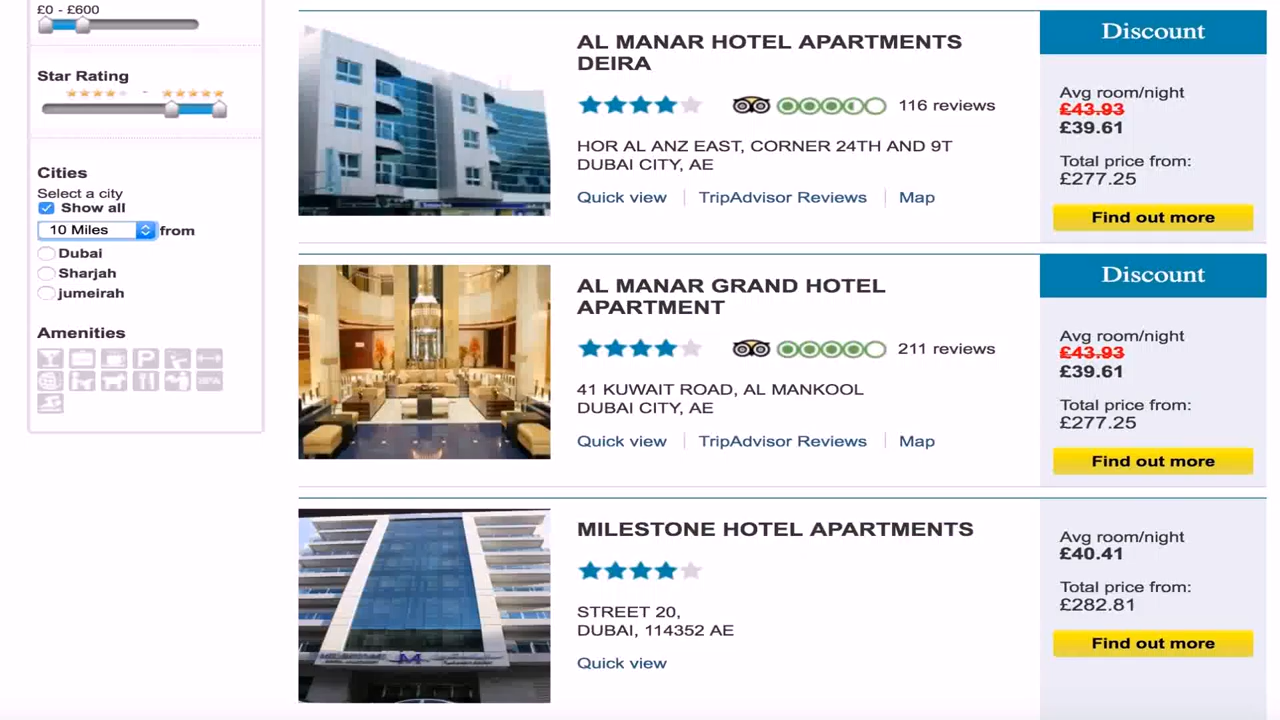 £0 - £600
Star Rating
-
Cities
Select a city
Show all
10 Miles from
Dubai
Sharjah
jumeirah
Amenities
AL MANAR HOTEL APARTMENTS
DEIRA
116 reviews
HOR AL ANZ EAST, CORNER 24TH AND 9T
DUBAI CITY, AE
Quick view
TripAdvisor Reviews
Map
Discount
Avg room/night
£43.93
£39.61
Total price from:
£277.25
Find out more
AL MANAR GRAND HOTEL
APARTMENT
211 reviews
41 KUWAIT ROAD, AL MANKOOL
DUBAI CITY, AE
Quick view
TripAdvisor Reviews
Map
Discount
Avg room/night
£43.93
£39.61
Total price from:
£277.25
Find out more
MILESTONE HOTEL APARTMENTS
STREET 20,
DUBAI, 114352 AE
Quick view
Avg room/night
£40.41
Total price from:
£282.81
Find out more